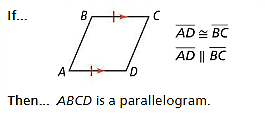 If...
B
C
AD ≅ BC
AD ∥ BC
A
D
Then... ABCD is a parallelogram.